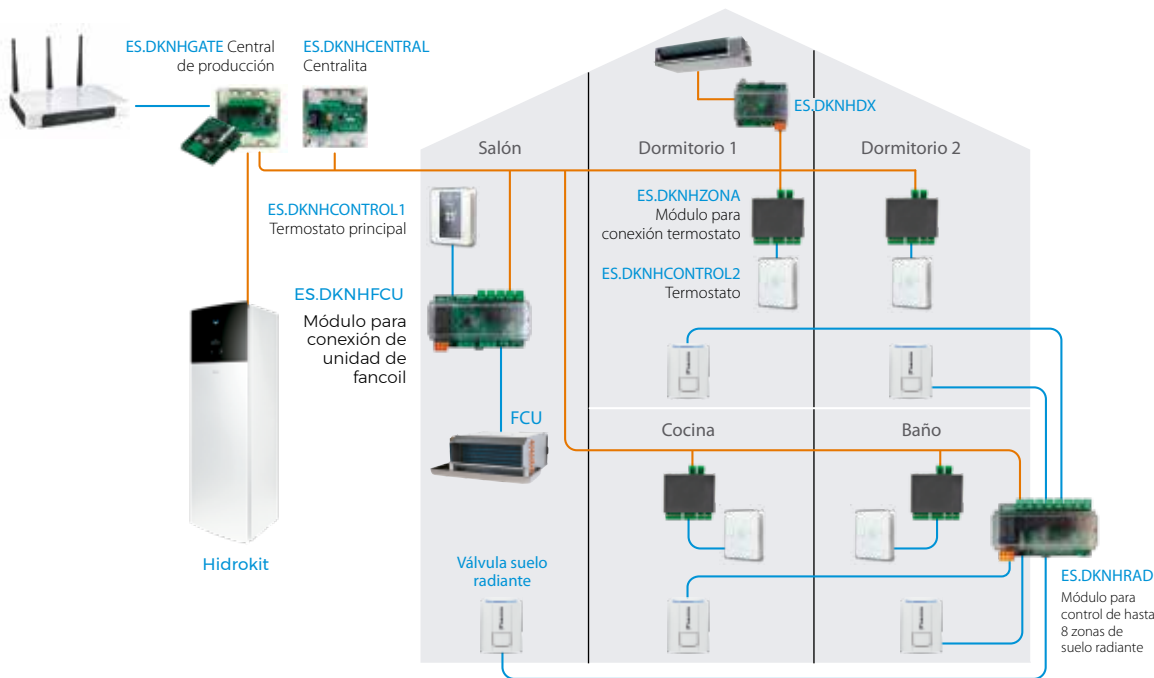 ES.DKNHGATE Central
de producción
ES.DKNHCENTRAL
Centralita
ES.DKNHDX
Salón
Dormitorio 1
Dormitorio 2
ES.DKNHCONTROL1
Termostato principal
ES.DKNHZONA
Módulo para
conexión termostato
ES.DKNHCONTROL2
Termostato
ES.DKNHFCU
Módulo para
conexión de
unidad de
fancoil
FCU
Cocina
Baño
Hidrokit
Válvula suelo
radiante
ES.DKNHRAD
Módulo para
control de hasta
8 zonas de
suelo radiante